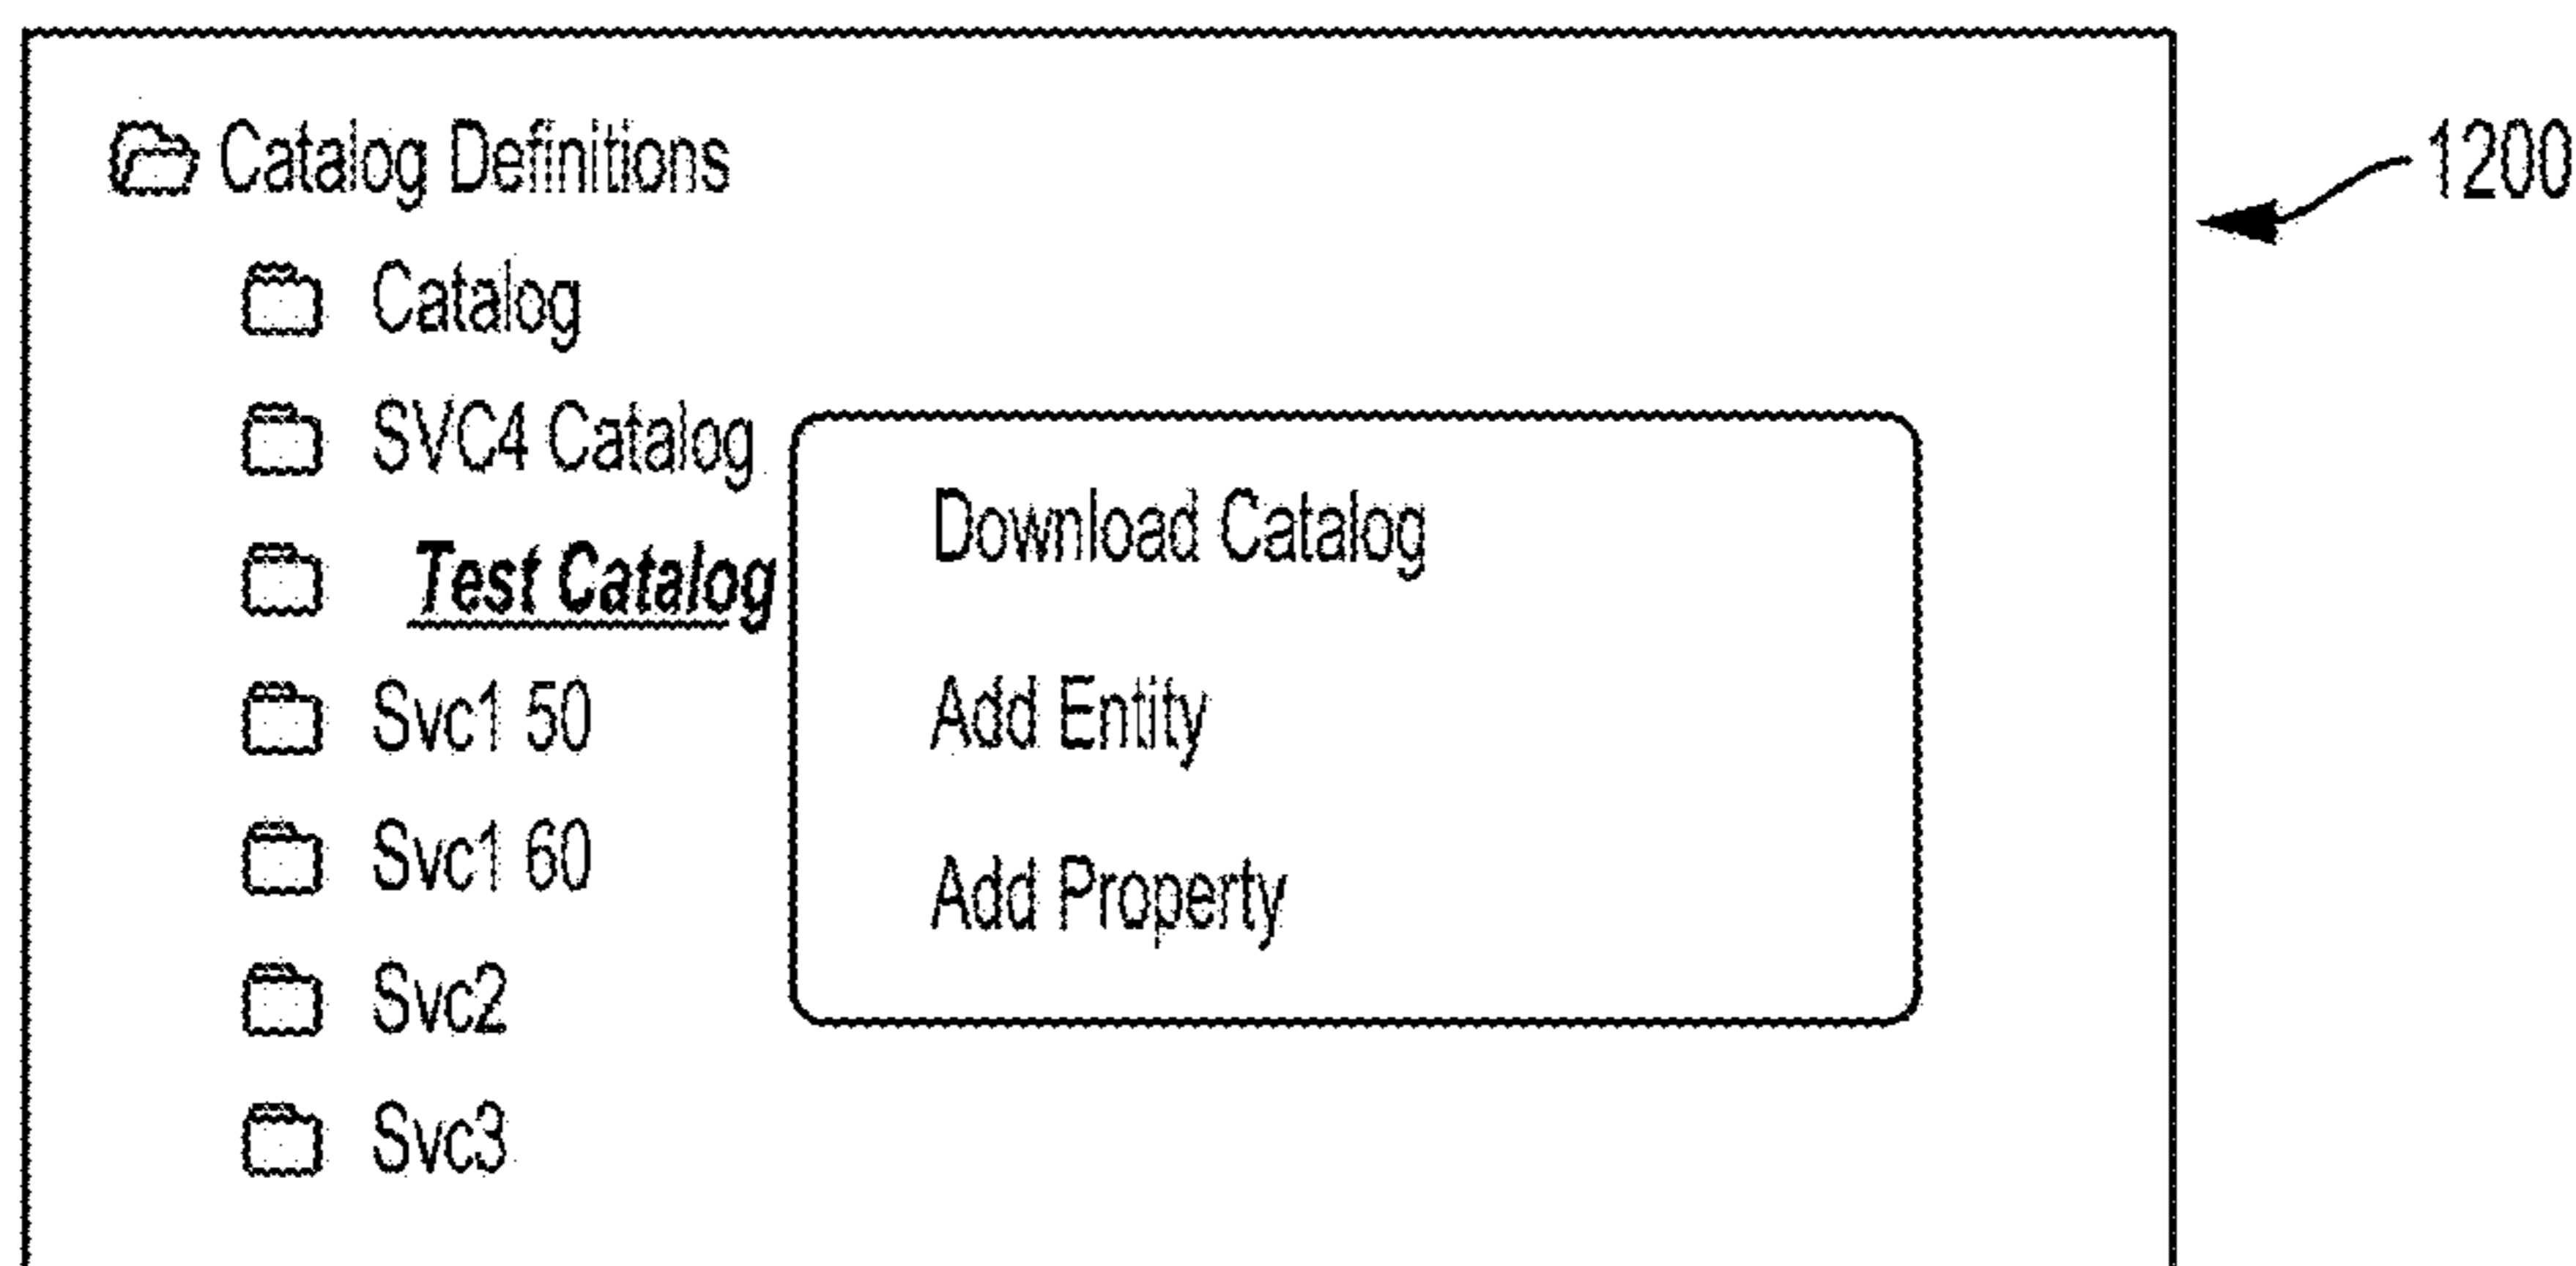 Catalog Definitions
1200
Catalog
SVC4 Catalog
Test Catalog
Svc1 50
Svc1 60
Svc2
Svc3
Download Catalog
Add Entity
Add Property